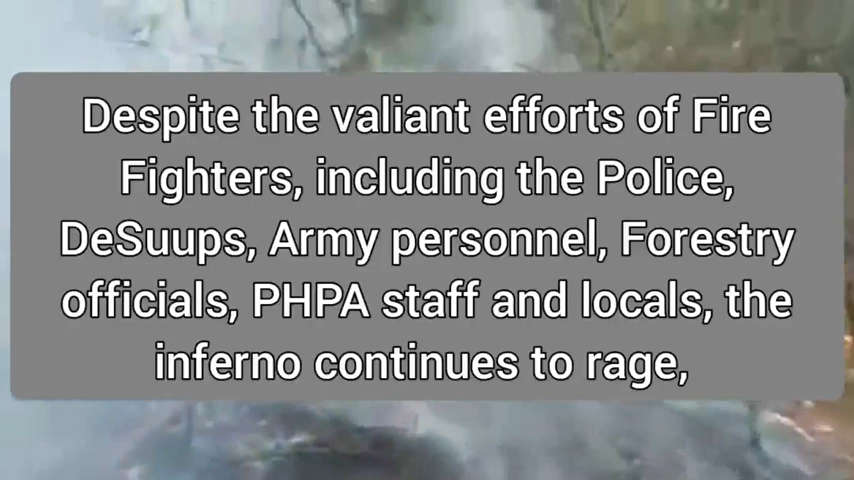 Despite the valiant efforts of Fire
Fighters, including the Police,
DeSuups, Army personnel, Forestry
officials, PHPA staff and locals, the
inferno continues to rage,